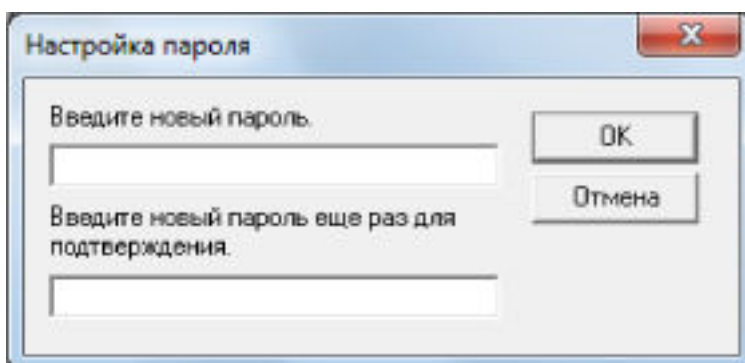 Настройка пароля
Введите новый пароль.
OK
Отмена
Введите новый пароль еще раз для
подтверждения.